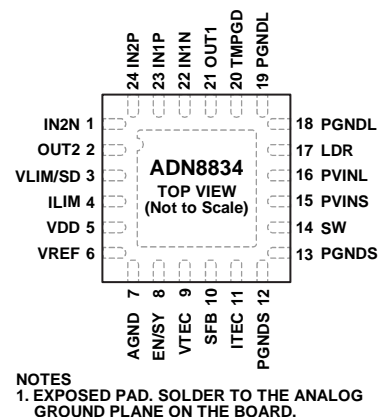 24 IN2P
23 IN1P
22 IN1N
21 OUT1
20 TMPGD
19 PGNDL
IN2N 1
OUT2 2
VLIM/SD 3
ILIM 4
VDD 5
VREF 6
ADN8834
TOP VIEW
(Not to Scale)
18 PGNDL
17 LDR
16 PVINL
15 PVINS
14 SW
13 PGNDS
AGND 7
EN/SY 8
VTEC 9
SFB 10
ITEC 11
PGNDS 12
NOTES
1. EXPOSED PAD. SOLDER TO THE ANALOG
GROUND PLANE ON THE BOARD.